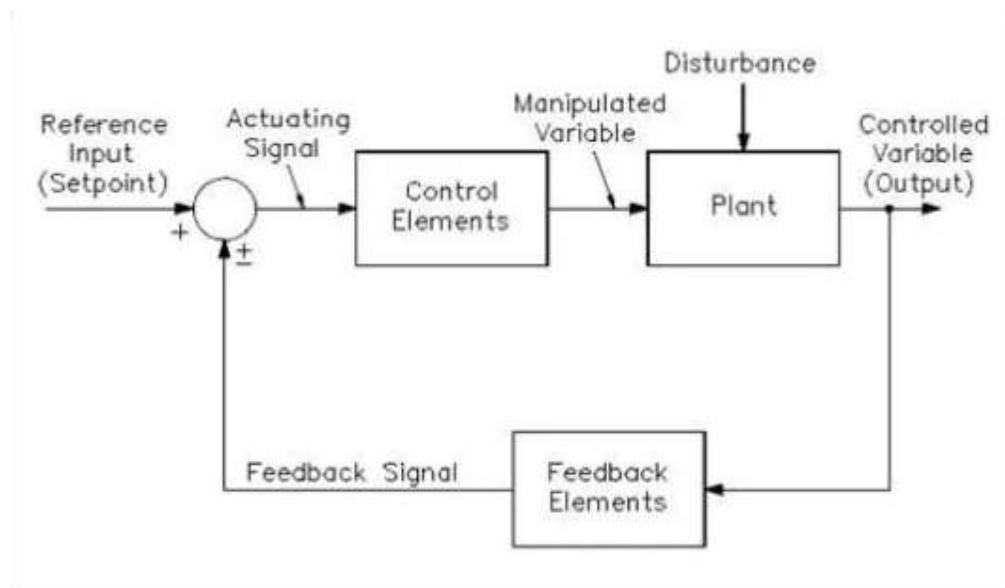 Disturbance
Reference
Input
(Setpoint)
Actuating
Signal
Manipulated
Variable
Controlled
Variable
(Output)
Control
Elements
Plant
+
±
Feedback Signal
Feedback
Elements